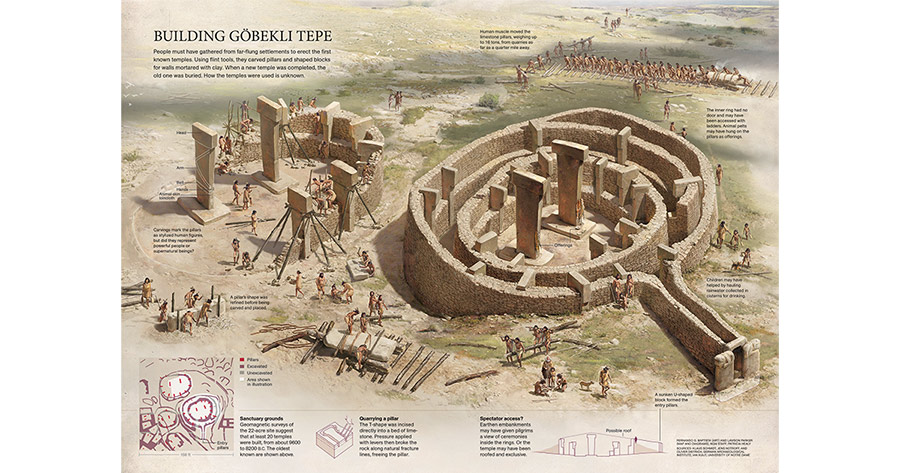 BUILDING GÖBEKLI TEPE
People must have gathered from far-flung settlements to erect the first
known temples. Using flint tools, they carved pillars and shaped blocks
for walls mortared with clay. When a new temple was completed, the
old one was buried. How the temples were used is unknown.
Human muscle moved the
limestone pillars, weighing up
to 16 tons, from quarries as
far as a quarter mile away.
The inner ring had no
door and may have
been accessed with
ladders. Animal pelts
may have hung on the
pillars as offerings.
Head
Arm
Belt
Hands
Animal-skin
loincloth
Carvings mark the pillars
as stylized human figures,
but did they represent
powerful people or
supernatural beings?
Offerings
Children may have
helped by hauling
rainwater collected in
cisterns for drinking.
A pillar's shape was
refined before being
carved and placed.
A sunken U-shaped
block formed the
entry pillars.
Pillars
Excavated
Unexcavated
Area shown
in illustration
Entry
pillars
Sanctuary grounds
Geomagnetic surveys of
the 22-acre site suggest
that at least 20 temples
were built, from about 9600
to 8200 B.C. The oldest
known are shown above.
Quarrying a pillar
The T-shape was incised
directly into a bed of lime-
stone. Pressure applied
with levers then broke the
rock along natural fracture
lines, freeing the pillar.
Spectator access?
Earthen embankments
may have given pilgrims
a view of ceremonies
inside the rings. Or the
temple may have been
roofed and exclusive.
Possible roof